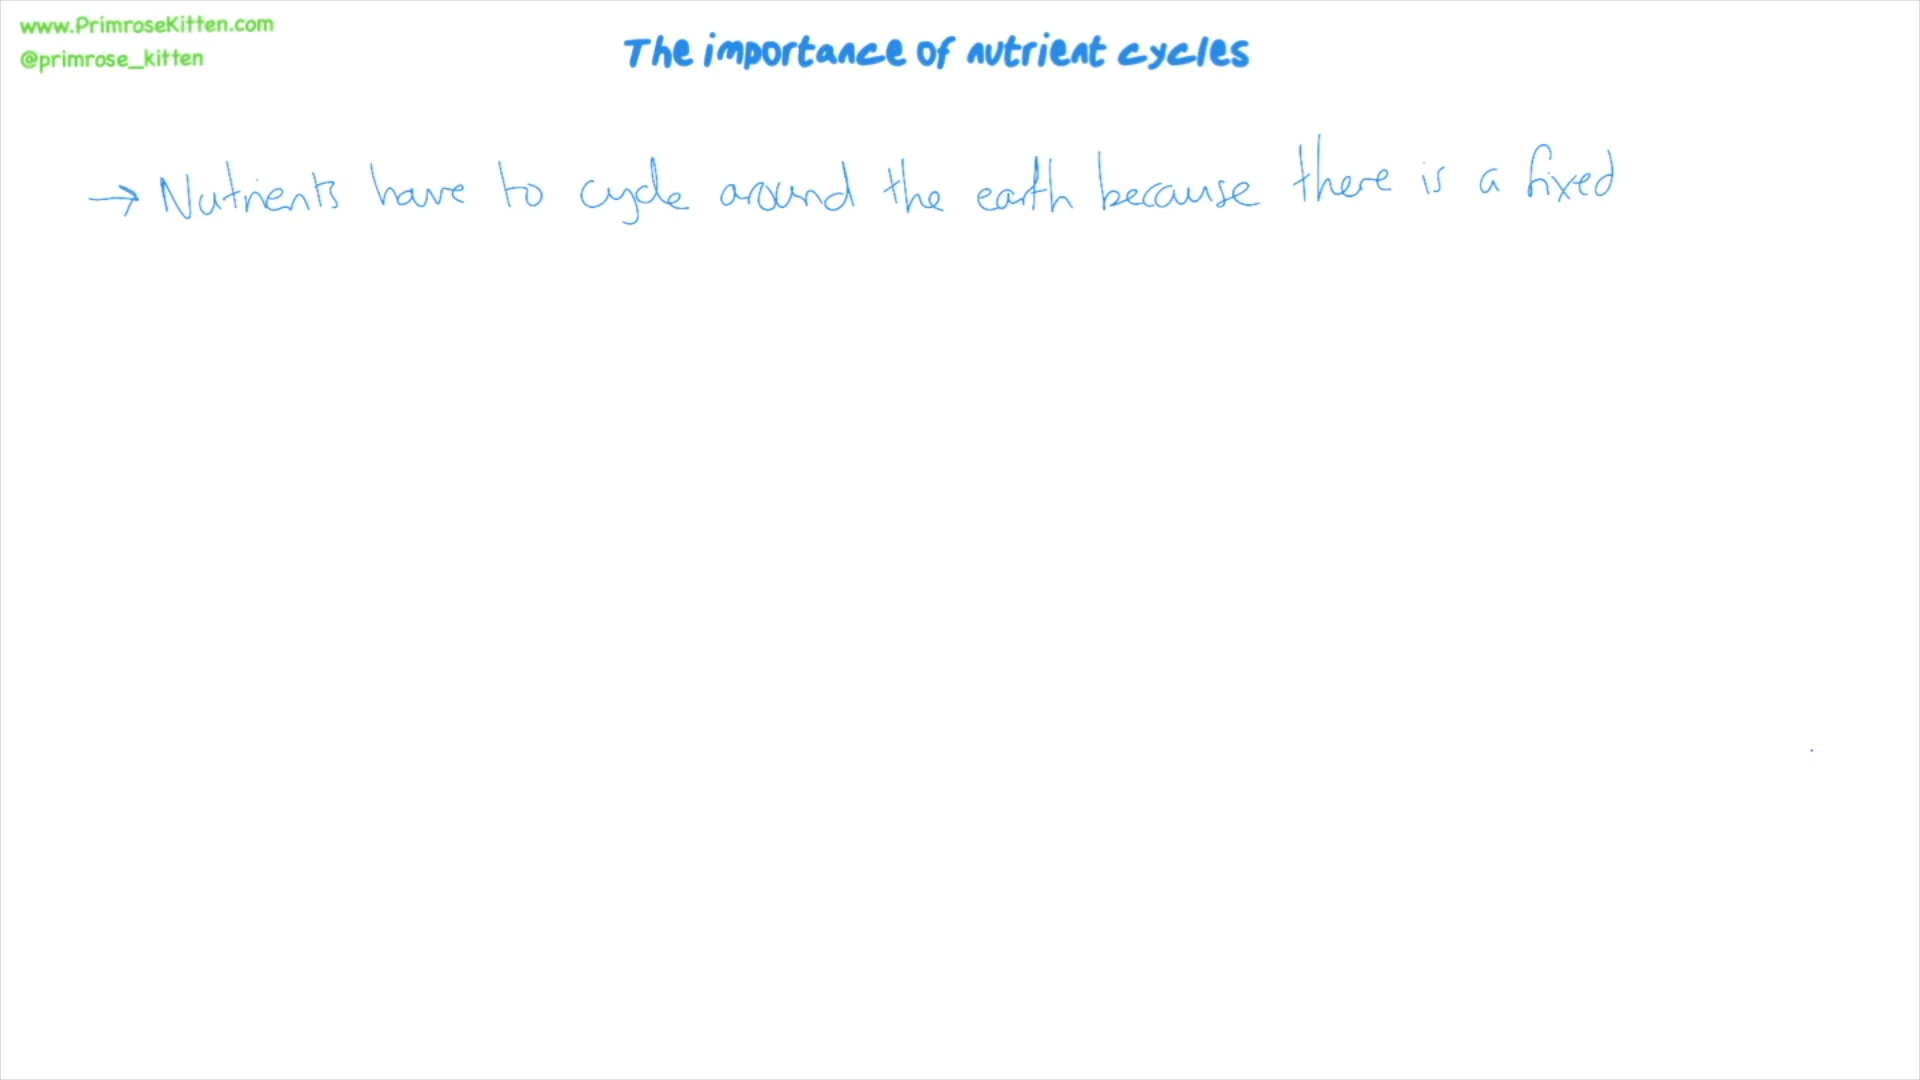 www.PrimroseKitten.com
@primrose_kitten
The importance of nutrient cycles
→ Nutrients have to cycle around the earth because there is a fixed